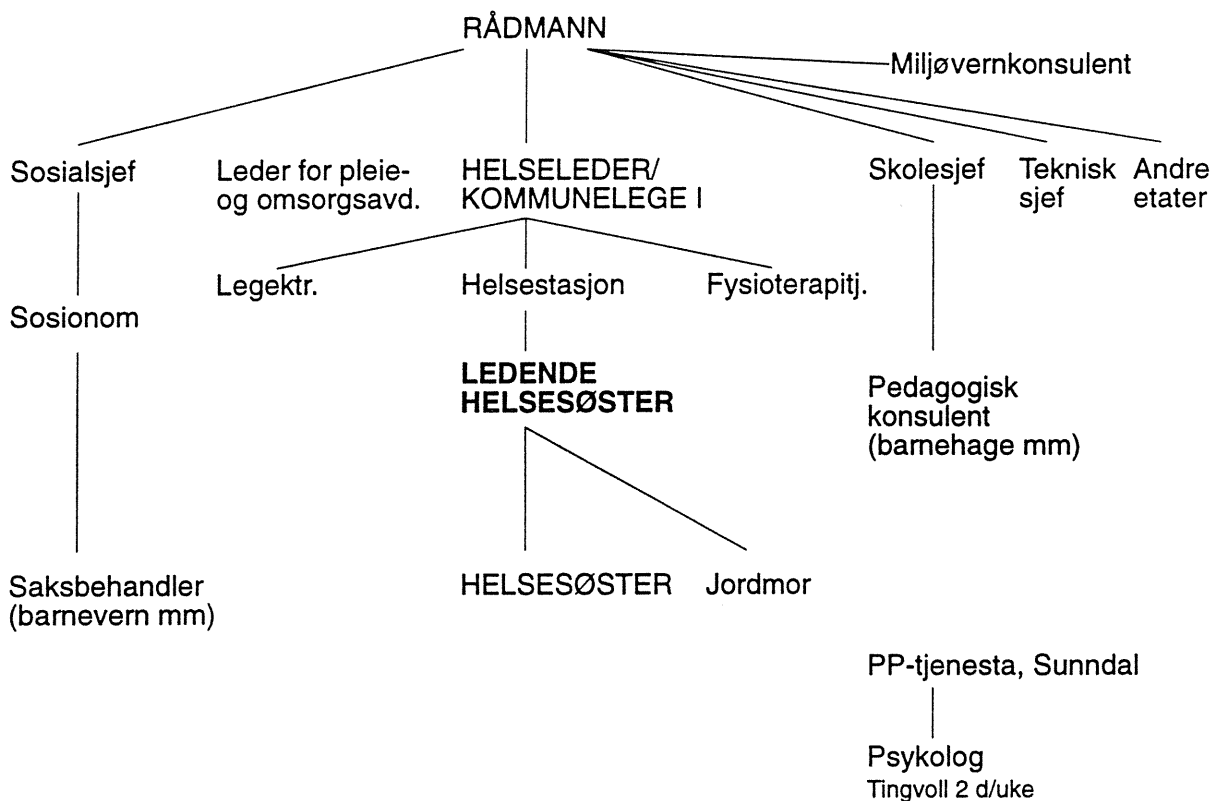 RÅDMANN
Miljøvernkonsulent
Sosialsjef
Leder for pleie-
og omsorgsavd.
HELSELEDER/
KOMMUNELEGE I
Skolesjef
Teknisk
sjef
Andre
etater
Legektr.
Helsestasjon
Fysioterapitj.
Sosionom
LEDENDE
HELSESØSTER
Pedagogisk
konsulent
(barnehage mm)
Saksbehandler
(barnevern mm)
HELSESØSTER
Jordmor
PP-tjenesta, Sunndal
Psykolog
Tingvoll 2 d/uke